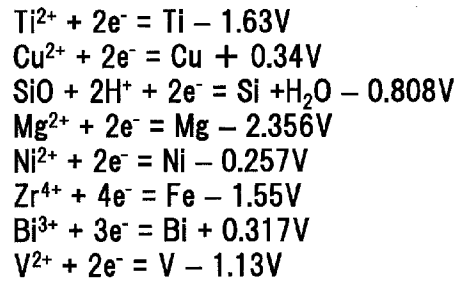 Ti²⁺ + 2e⁻ = Ti − 1.63V
Cu²⁺ + 2e⁻ = Cu + 0.34V
SiO + 2H⁺ + 2e⁻ = Si +H₂O − 0.808V
Mg²⁺ + 2e⁻ = Mg − 2.356V
Ni²⁺ + 2e⁻ = Ni − 0.257V
Zr⁴⁺ + 4e⁻ = Fe − 1.55V
Bi³⁺ + 3e⁻ = Bi + 0.317V
V²⁺ + 2e⁻ = V − 1.13V